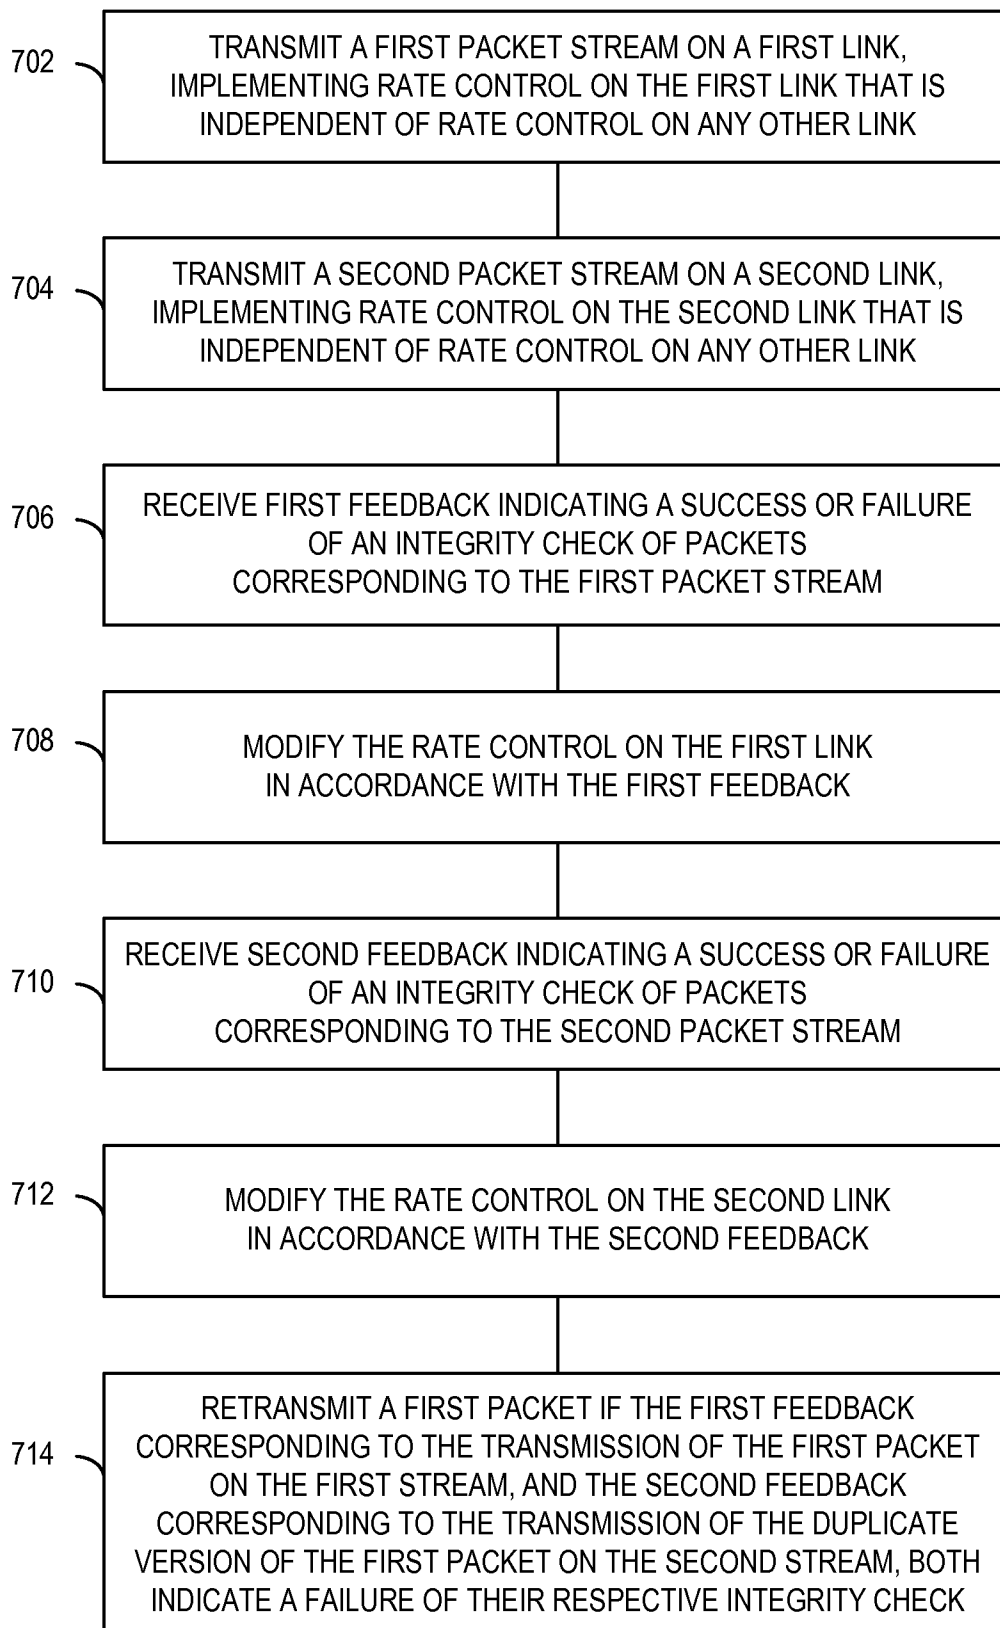 702
TRANSMIT A FIRST PACKET STREAM ON A FIRST LINK,
IMPLEMENTING RATE CONTROL ON THE FIRST LINK THAT IS
INDEPENDENT OF RATE CONTROL ON ANY OTHER LINK
704
TRANSMIT A SECOND PACKET STREAM ON A SECOND LINK,
IMPLEMENTING RATE CONTROL ON THE SECOND LINK THAT IS
INDEPENDENT OF RATE CONTROL ON ANY OTHER LINK
706
RECEIVE FIRST FEEDBACK INDICATING A SUCCESS OR FAILURE
OF AN INTEGRITY CHECK OF PACKETS
CORRESPONDING TO THE FIRST PACKET STREAM
708
MODIFY THE RATE CONTROL ON THE FIRST LINK
IN ACCORDANCE WITH THE FIRST FEEDBACK
710
RECEIVE SECOND FEEDBACK INDICATING A SUCCESS OR FAILURE
OF AN INTEGRITY CHECK OF PACKETS
CORRESPONDING TO THE SECOND PACKET STREAM
712
MODIFY THE RATE CONTROL ON THE SECOND LINK
IN ACCORDANCE WITH THE SECOND FEEDBACK
714
RETRANSMIT A FIRST PACKET IF THE FIRST FEEDBACK
CORRESPONDING TO THE TRANSMISSION OF THE FIRST PACKET
ON THE FIRST STREAM, AND THE SECOND FEEDBACK
CORRESPONDING TO THE TRANSMISSION OF THE DUPLICATE
VERSION OF THE FIRST PACKET ON THE SECOND STREAM, BOTH
INDICATE A FAILURE OF THEIR RESPECTIVE INTEGRITY CHECK